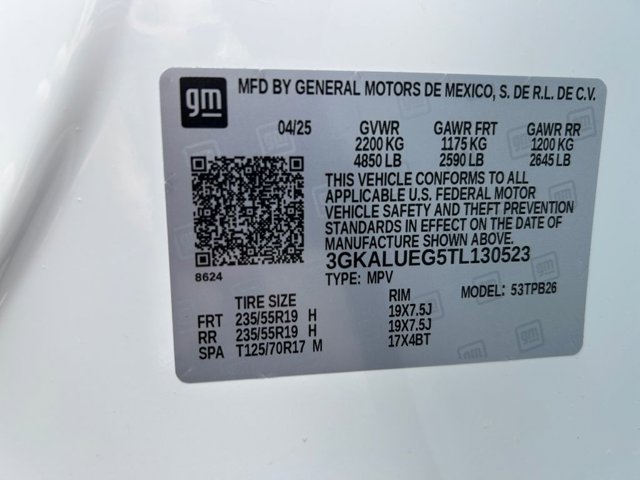 gm MFD BY GENERAL MOTORS DE MEXICO, S. DE R.L. DE C.V.
04/25 GVWR GAWR FRT GAWR RR
2200 KG 1175 KG 1200 KG
4850 LB 2590 LB 2645 LB
THIS VEHICLE CONFORMS TO ALL
APPLICABLE U.S. FEDERAL MOTOR
VEHICLE SAFETY AND THEFT PREVENTION
STANDARDS IN EFFECT ON THE DATE OF
MANUFACTURE SHOWN ABOVE.
3GKALUEG5TL130523
8624
TYPE: MPV MODEL: 53TPB26
TIRE SIZE RIM
FRT 235/55R19 H 19X7.5J
RR 235/55R19 H 19X7.5J
SPA T125/70R17 M 17X4BT